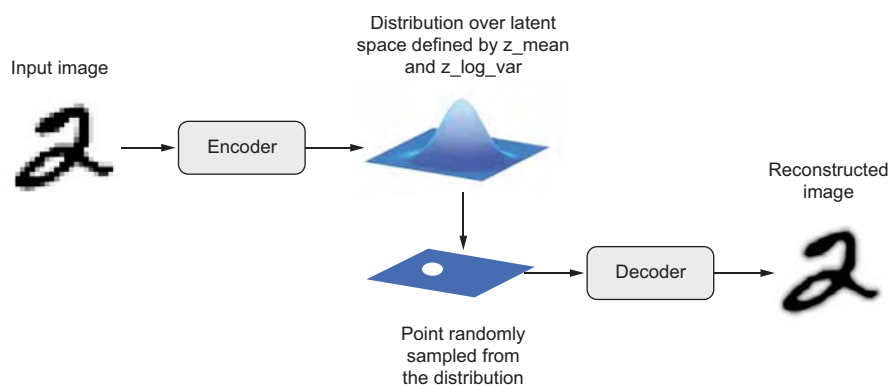 Input image
Encoder
Distribution over latent
space defined by z_mean
and z_log_var
Point randomly
sampled from
the distribution
Decoder
Reconstructed
image